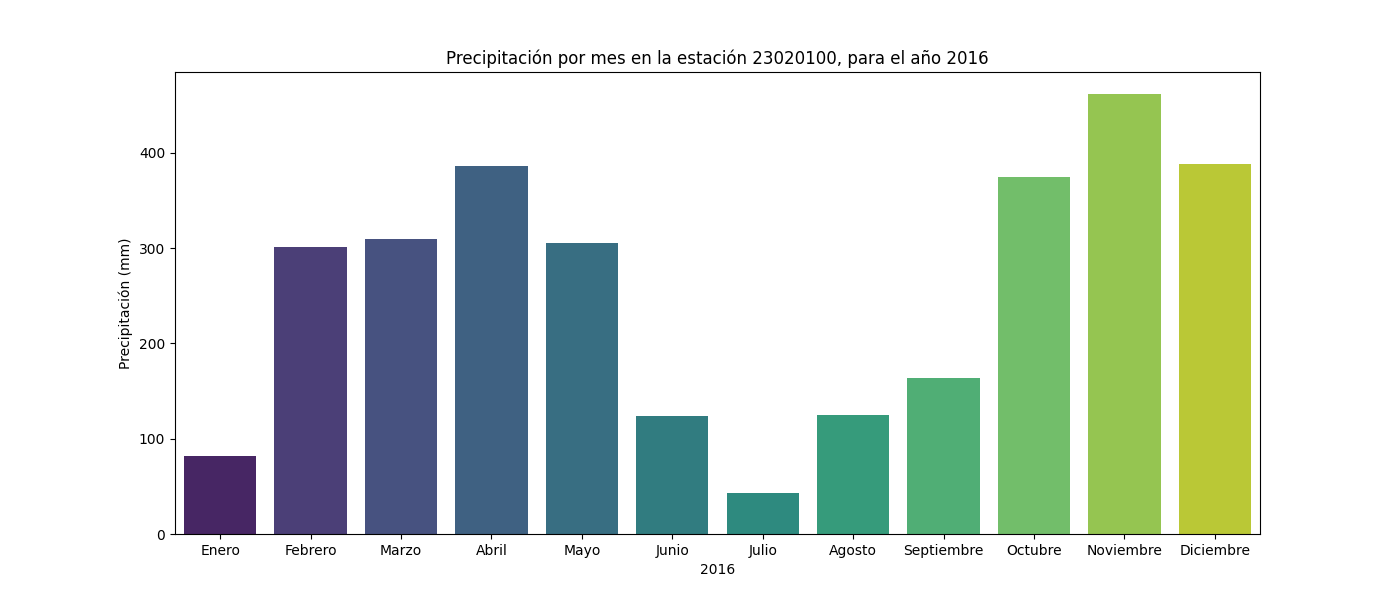 Precipitación por mes en la estación 23020100, para el año 2016
Precipitación (mm)
400
300
200
100
0
Enero Febrero Marzo Abril Mayo Junio Julio Agosto Septiembre Octubre Noviembre Diciembre
2016